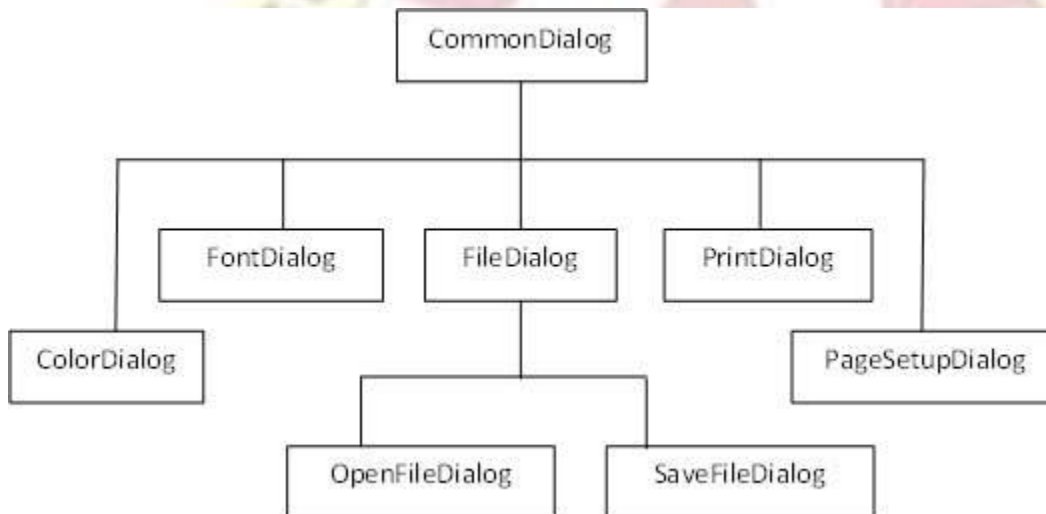 CommonDialog
FontDialog
FileDialog
PrintDialog
ColorDialog
PageSetupDialog
OpenFileDialog
SaveFileDialog